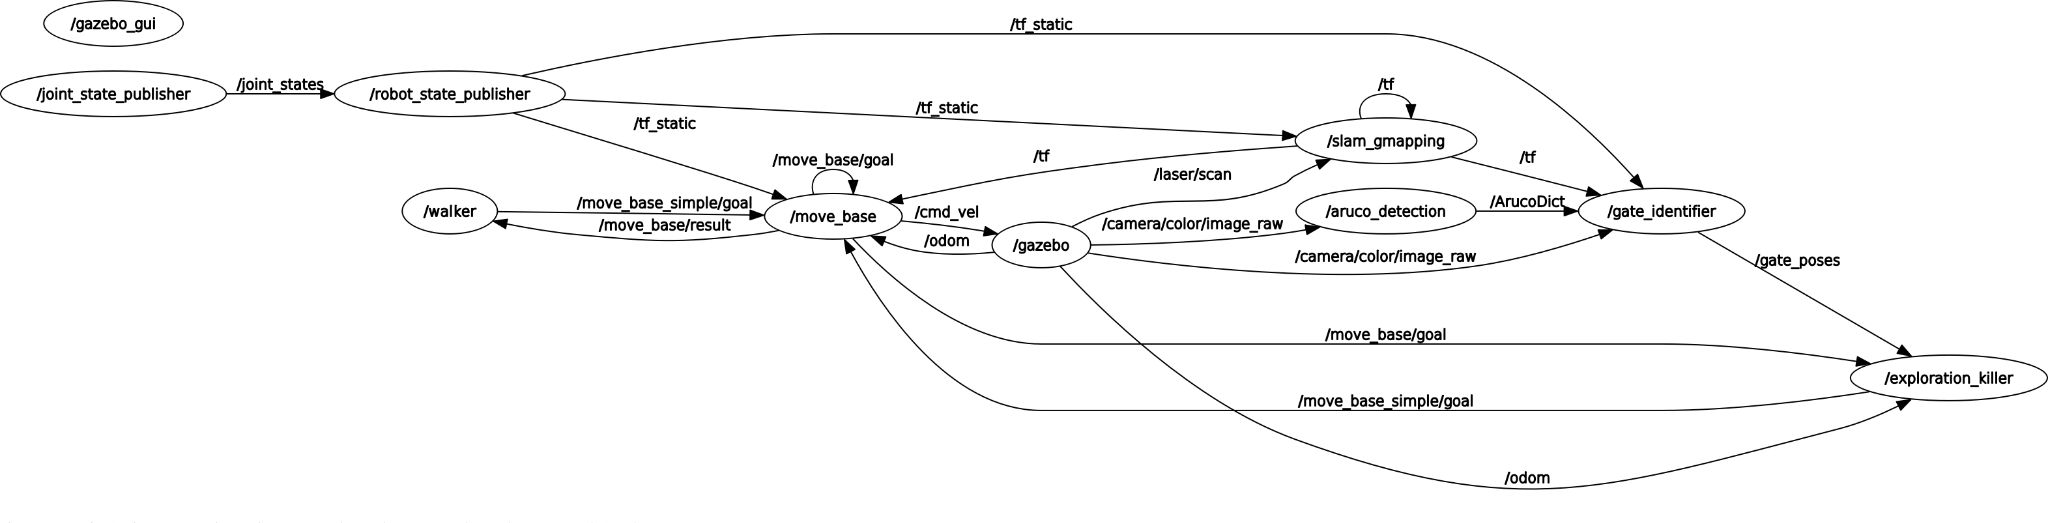 /gazebo_gui
/tf_static
/joint_state_publisher
/joint_states
/robot_state_publisher
/tf_static
/tf_static
/tf
/slam_gmapping
/tf
/tf
/move_base/goal
/laser/scan
/walker
/move_base_simple/goal
/move_base/result
/move_base
/cmd_vel
/odom
/gazebo
/camera/color/image_raw
/aruco_detection
/ArucoDict
/gate_identifier
/camera/color/image_raw
/gate_poses
/move_base/goal
/exploration_killer
/move_base_simple/goal
/odom